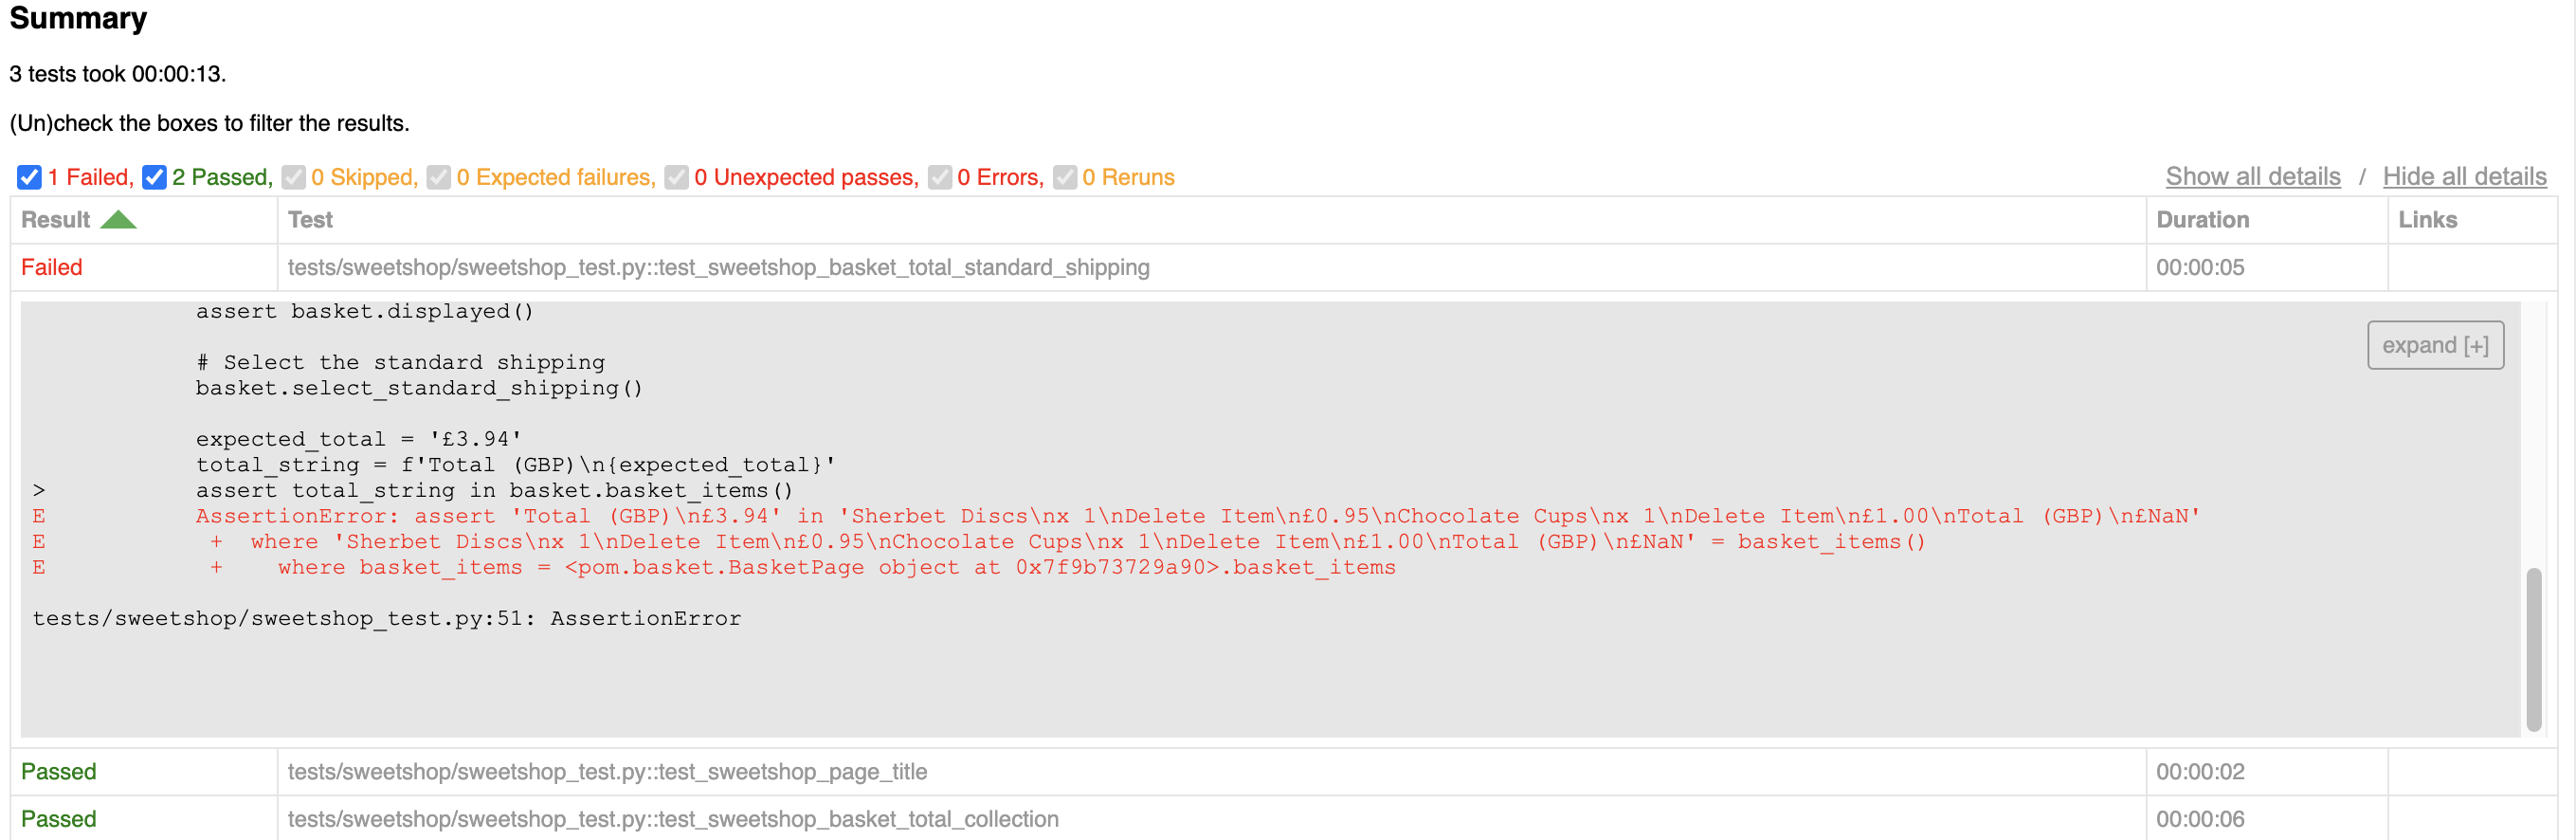 Summary
3 tests took 00:00:13.
(Un)check the boxes to filter the results.
1 Failed, 2 Passed, 0 Skipped, 0 Expected failures, 0 Unexpected passes, 0 Errors, 0 Reruns
Show all details / Hide all details
Result Test Duration Links
Failed tests/sweetshop/sweetshop_test.py::test_sweetshop_basket_total_standard_shipping 00:00:05
assert basket.displayed()
expand [+]
# Select the standard shipping
basket.select_standard_shipping()
expected_total = '£3.94'
total_string = f'Total (GBP)\n{expected_total}'
> assert total_string in basket.basket_items()
E AssertionError: assert 'Total (GBP)\n£3.94' in 'Sherbet Discs\nx 1\nDelete Item\n£0.95\nChocolate Cups\nx 1\nDelete Item\n£1.00\nTotal (GBP)\n£NaN'
E + where 'Sherbet Discs\nx 1\nDelete Item\n£0.95\nChocolate Cups\nx 1\nDelete Item\n£1.00\nTotal (GBP)\n£NaN' = basket_items()
E + where basket_items = <pom.basket.BasketPage object at 0x7f9b73729a90>.basket_items
tests/sweetshop/sweetshop_test.py:51: AssertionError
Passed tests/sweetshop/sweetshop_test.py::test_sweetshop_page_title 00:00:02
Passed tests/sweetshop/sweetshop_test.py::test_sweetshop_basket_total_collection 00:00:06